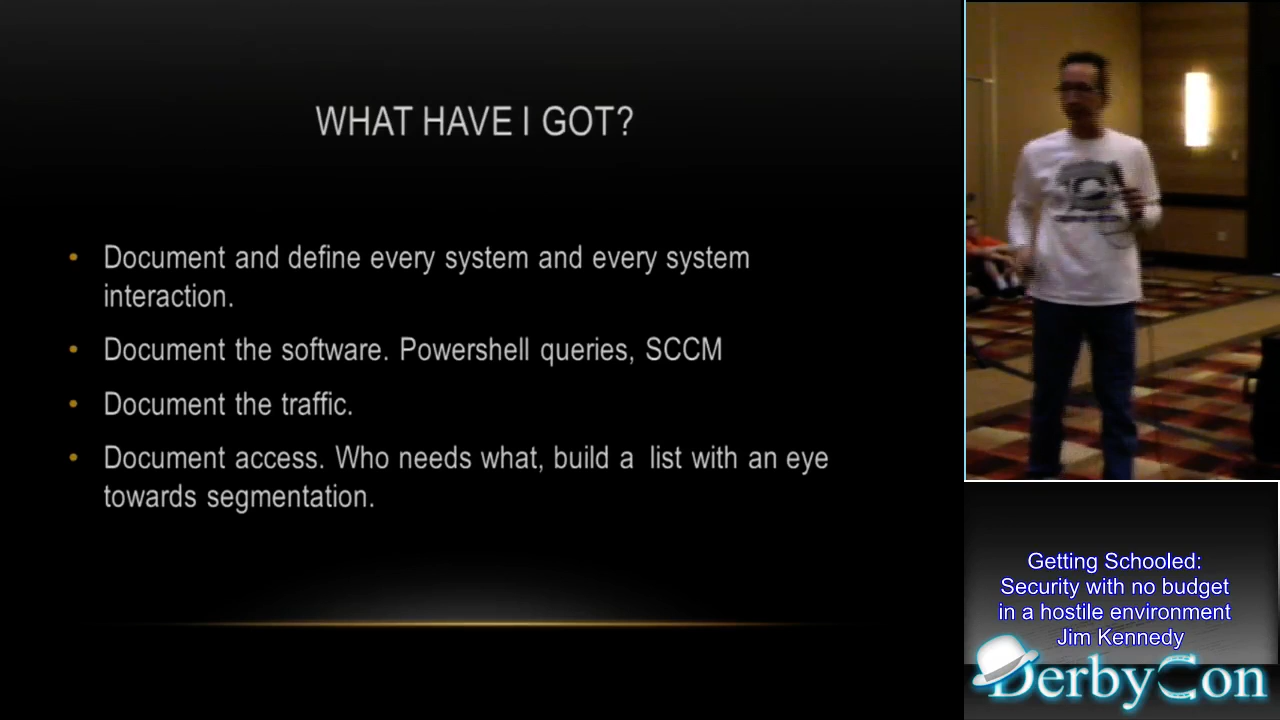 WHAT HAVE I GOT?
• Document and define every system and every system
interaction.
• Document the software. Powershell queries, SCCM
• Document the traffic.
• Document access. Who needs what, build a list with an eye
towards segmentation.
Getting Schooled:
Security with no budget
in a hostile environment
Jim Kennedy
DerbyCon